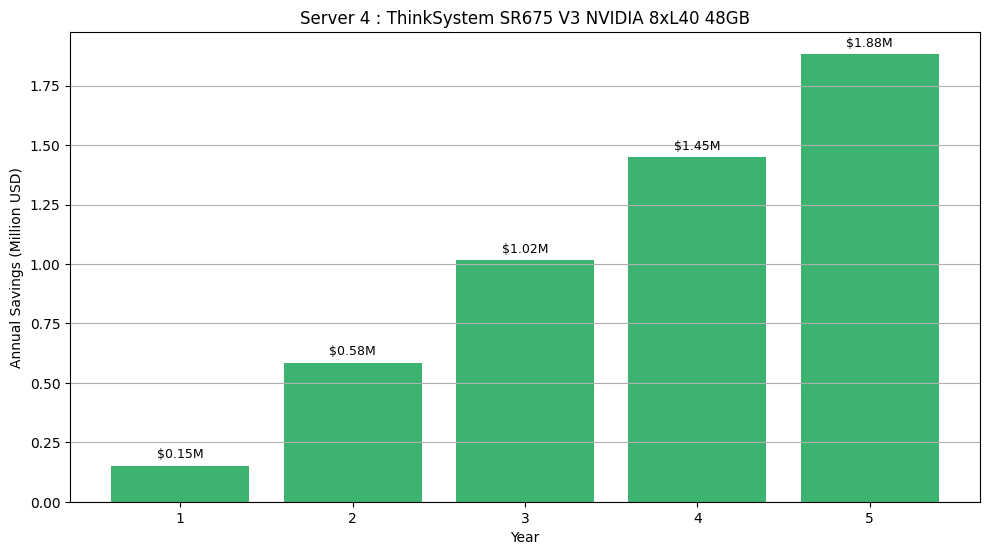 Server 4 : ThinkSystem SR675 V3 NVIDIA 8xL40 48GB
Annual Savings (Million USD)
1.75
1.50
1.25
1.00
0.75
0.50
0.25
0.00
$0.15M
$0.58M
$1.02M
$1.45M
$1.88M
1 2 3 4 5
Year